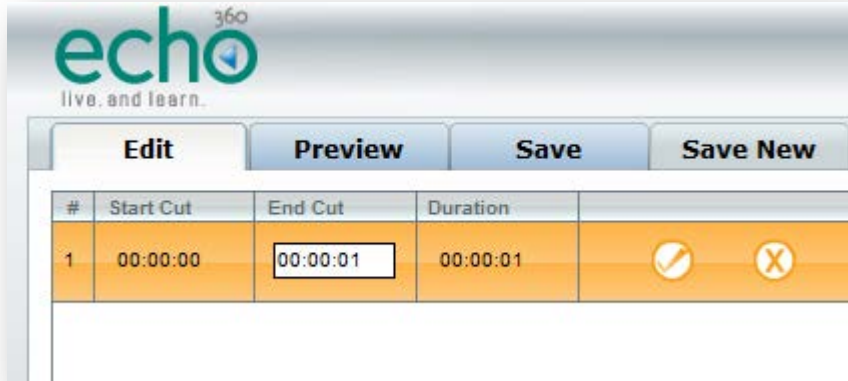 echo 360
live. and learn.
Edit Preview Save Save New
# Start Cut End Cut Duration
1 00:00:00 00:00:01 00:00:01